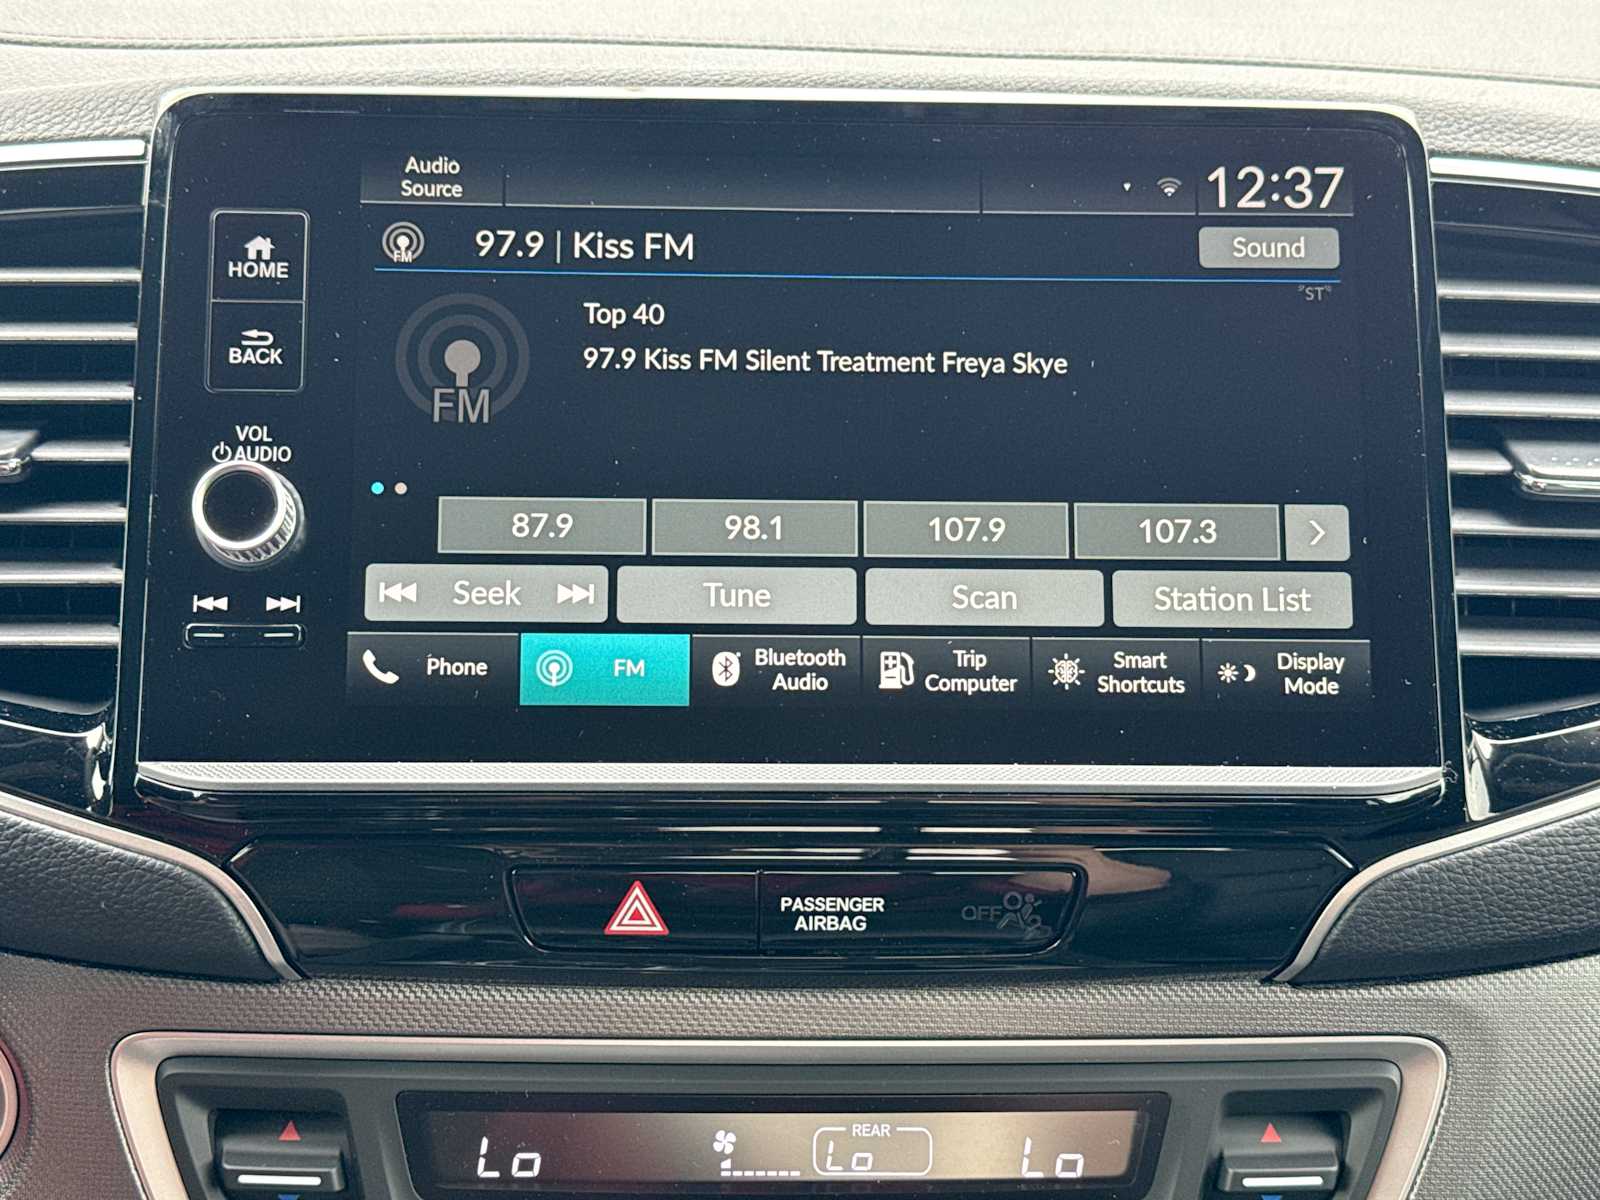 Audio
Source
12:37
FM
97.9 | Kiss FM
Sound
HOME
ST
Top 40
97.9 Kiss FM Silent Treatment Freya Skye
BACK
FM
VOL
AUDIO
87.9
98.1
107.9
107.3
Seek
Tune
Scan
Station List
Phone
FM
Bluetooth
Audio
Trip
Computer
Smart
Shortcuts
Display
Mode
PASSENGER
AIRBAG
OFF
Lo
REAR
Lo
Lo